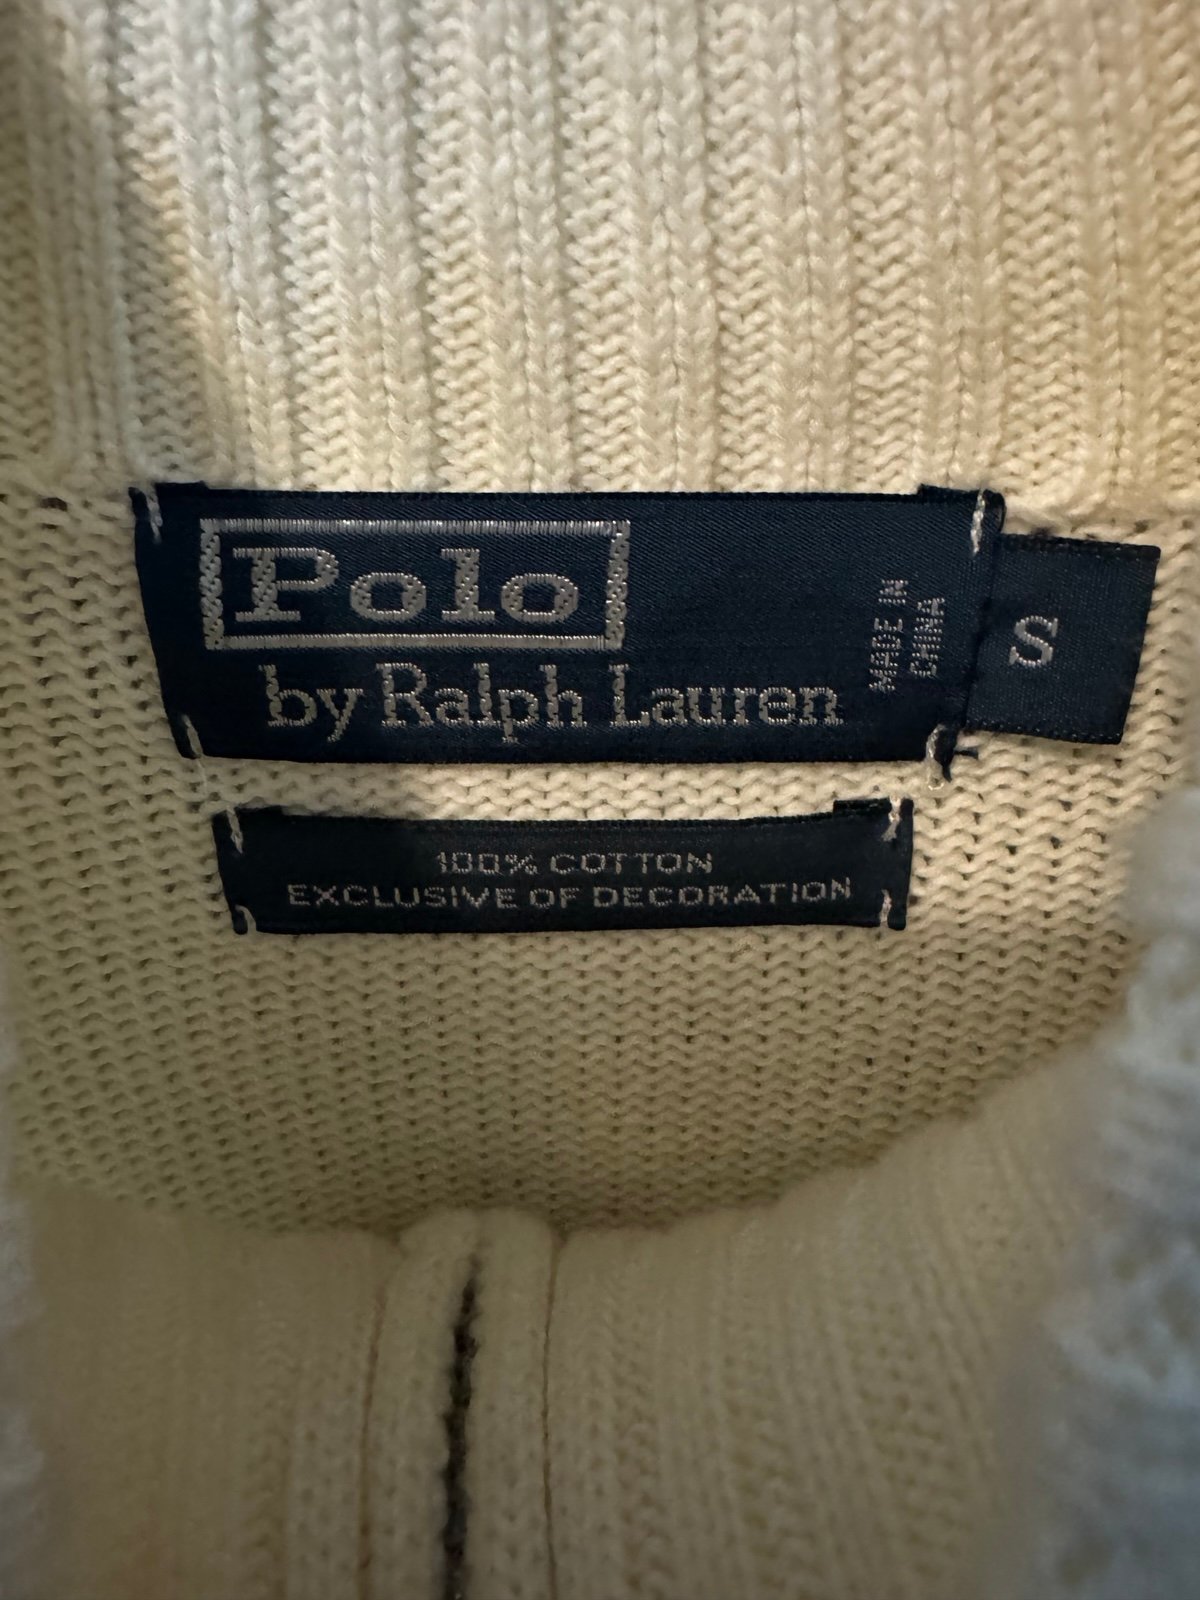 Polo
by Ralph Lauren
MADE IN
CHINA
S
100% COTTON
EXCLUSIVE OF DECORATION